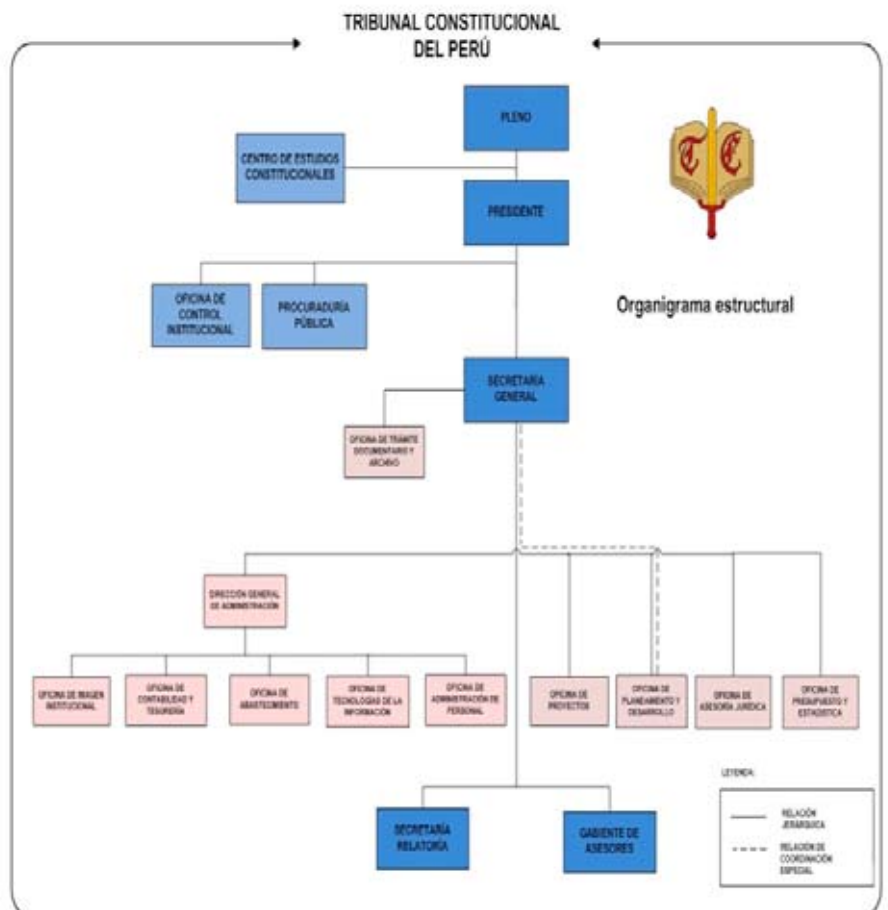 TRIBUNAL CONSTITUCIONAL
DEL PERÚ
PLENO
CENTRO DE ESTUDIOS
CONSTITUCIONALES
PRESIDENTE
T C
OFICINA DE
CONTROL
INSTITUCIONAL
PROCURADURÍA
PÚBLICA
Organigrama estructural
SECRETARÍA
GENERAL
OFICINA DE TRÁMITE
DOCUMENTARIO Y
ARCHIVO
DIRECCIÓN GENERAL
DE ADMINISTRACIÓN
OFICINA DE IMAGEN
INSTITUCIONAL
OFICINA DE
CONTABILIDAD Y
TESORERÍA
OFICINA DE
ABASTECIMIENTO
OFICINA DE
TECNOLOGÍAS DE LA
INFORMACIÓN
OFICINA DE
ADMINISTRACIÓN DE
PERSONAL
OFICINA DE
PROYECTOS
OFICINA DE
PLANEAMIENTO Y
DESARROLLO
OFICINA DE
ASESORÍA JURÍDICA
OFICINA DE
PRESUPUESTO Y
ESTADÍSTICA
SECRETARÍA
RELATORÍA
GABIENTE DE
ASESORES
LEYENDA:
RELACIÓN
JERÁRQUICA
RELACIÓN DE
COORDINACIÓN
ESPECIAL